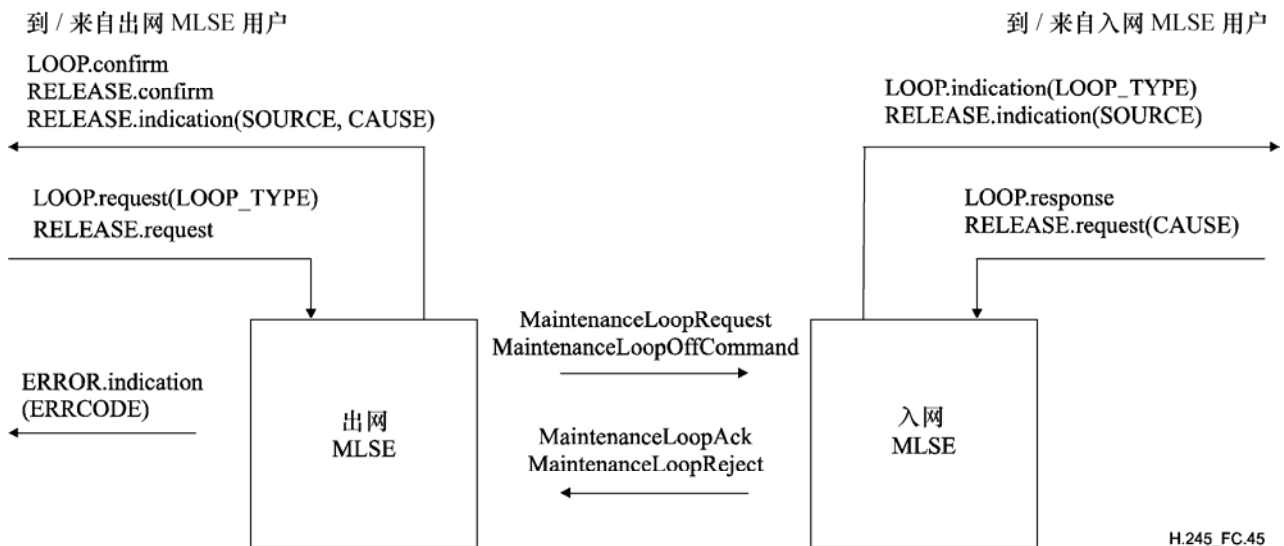 到 / 来自出网 MLSE 用户
到 / 来自入网 MLSE 用户
LOOP.confirm
RELEASE.confirm
RELEASE.indication(SOURCE, CAUSE)
LOOP.indication(LOOP_TYPE)
RELEASE.indication(SOURCE)
LOOP.request(LOOP_TYPE)
RELEASE.request
LOOP.response
RELEASE.request(CAUSE)
MaintenanceLoopRequest
MaintenanceLoopOffCommand
ERROR.indication
(ERRCODE)
出网
MLSE
MaintenanceLoopAck
MaintenanceLoopReject
入网
MLSE
H.245_FC.45